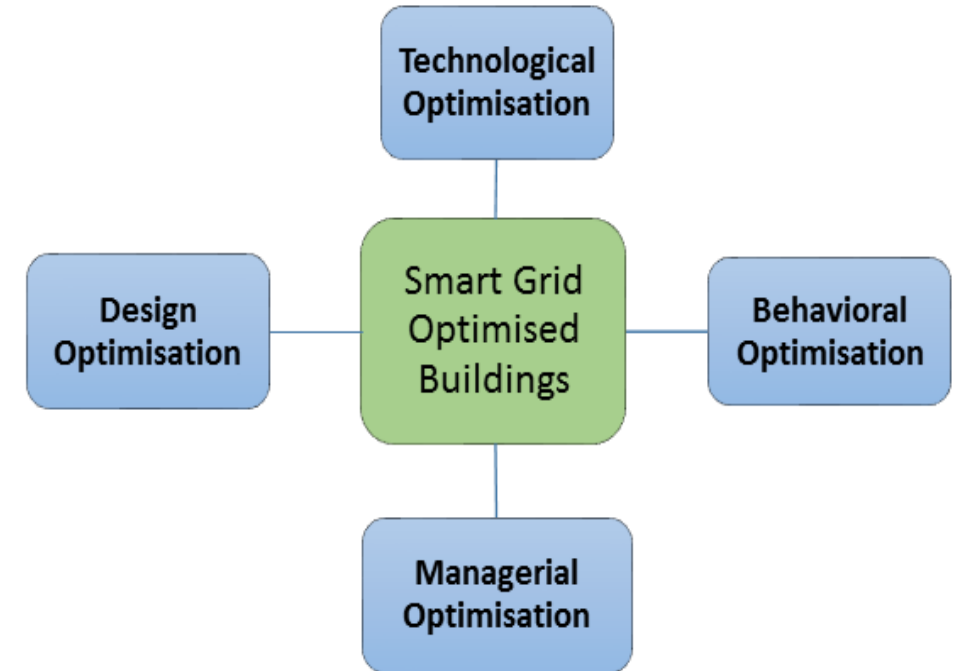 Technological
Optimisation
Design
Optimisation
Smart Grid
Optimised
Buildings
Behavioral
Optimisation
Managerial
Optimisation